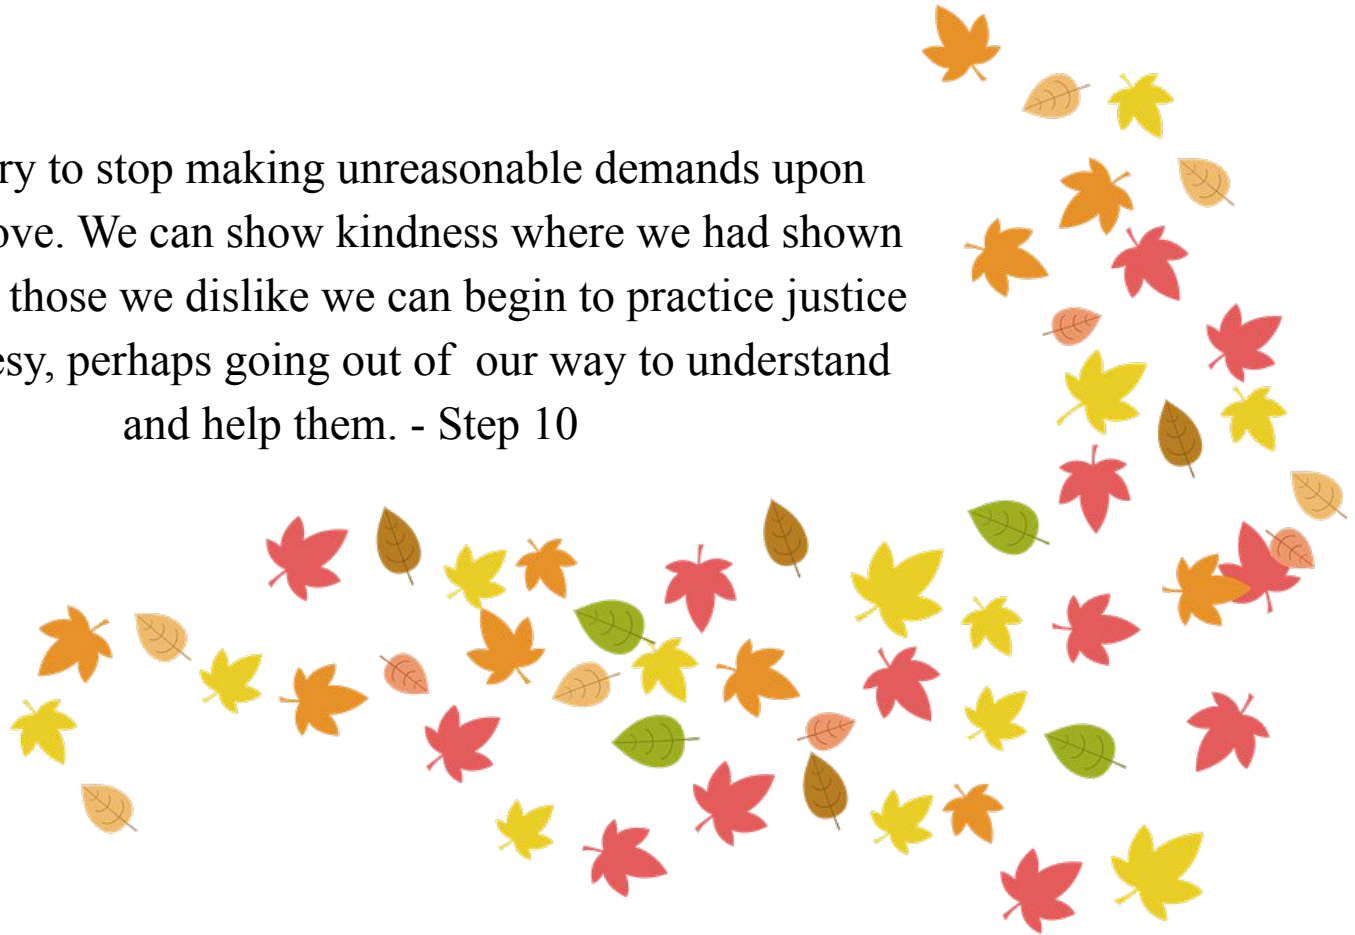 ry to stop making unreasonable demands upon
ove. We can show kindness where we had shown
those we dislike we can begin to practice justice
esy, perhaps going out of our way to understand
and help them. - Step 10